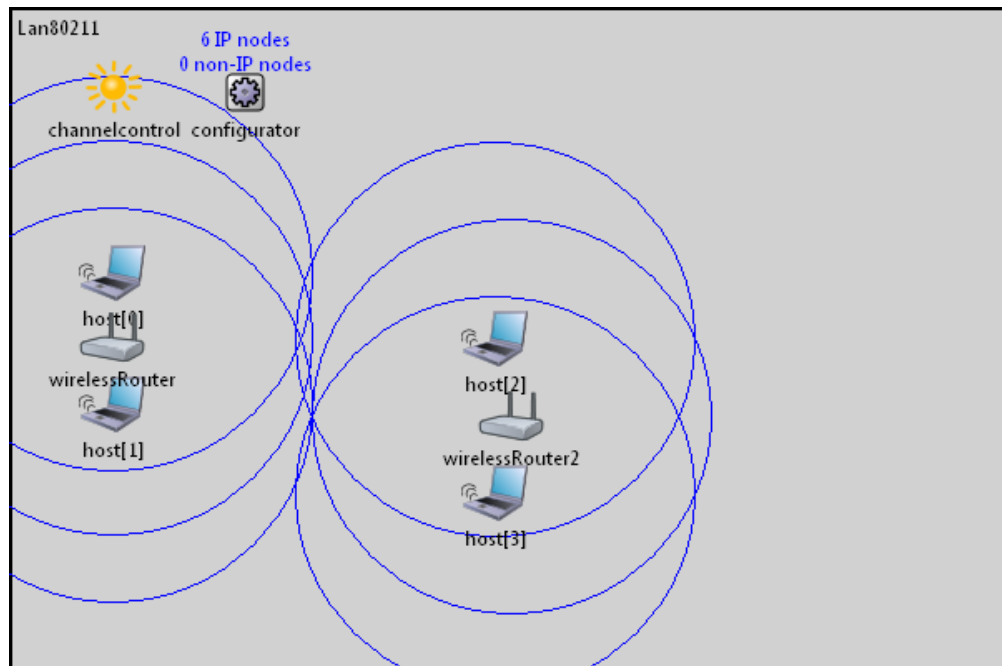 Lan80211
6 IP nodes
0 non-IP nodes
channelcontrol
configurator
host[0]
wirelessRouter
host[1]
host[2]
wirelessRouter2
host[3]